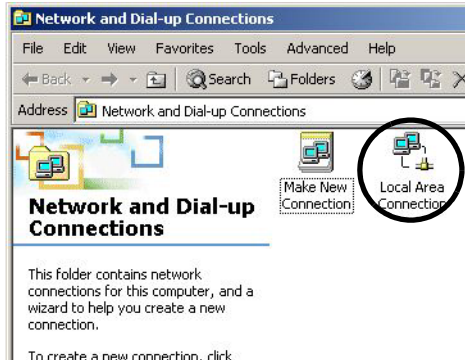 Network and Dial-up Connections
File Edit View Favorites Tools Advanced Help
Back Search Folders
Address Network and Dial-up Connections
Make New
Connection
Local Area
Connection
Network and Dial-up
Connections
This folder contains network
connections for this computer, and a
wizard to help you create a new
connection.
To create a new connection, click